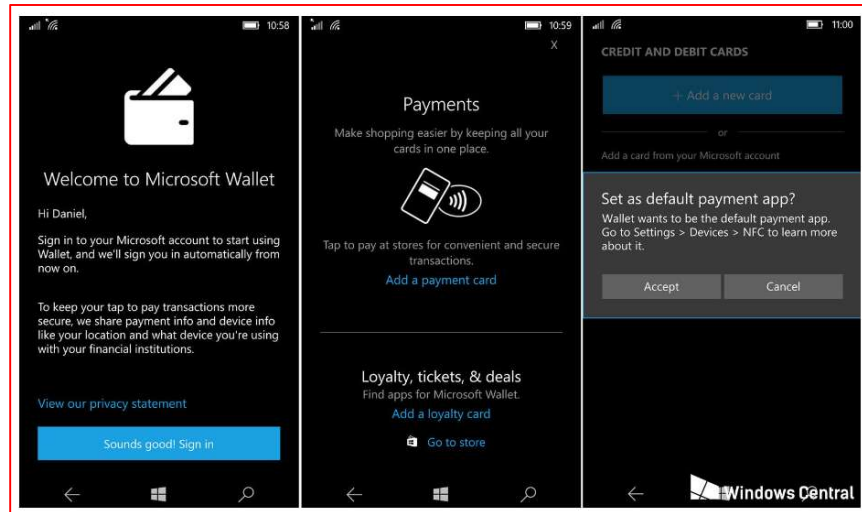 10:58
Welcome to Microsoft Wallet
Hi Daniel,
Sign in to your Microsoft account to start using
Wallet, and we'll sign you in automatically from
now on.
To keep your tap to pay transactions more
secure, we share payment info and device info
like your location and what device you're using
with your financial institutions.
View our privacy statement
Sounds good! Sign in
10:59
X
Payments
Make shopping easier by keeping all your
cards in one place.
Tap to pay at stores for convenient and secure
transactions.
Add a payment card
Loyalty, tickets, & deals
Find apps for Microsoft Wallet.
Add a loyalty card
Go to store
11:00
CREDIT AND DEBIT CARDS
+ Add a new card
or
Add a card from your Microsoft account
Set as default payment app?
Wallet wants to be the default payment app.
Go to Settings > Devices > NFC to learn more
about it.
Accept Cancel
Windows Central